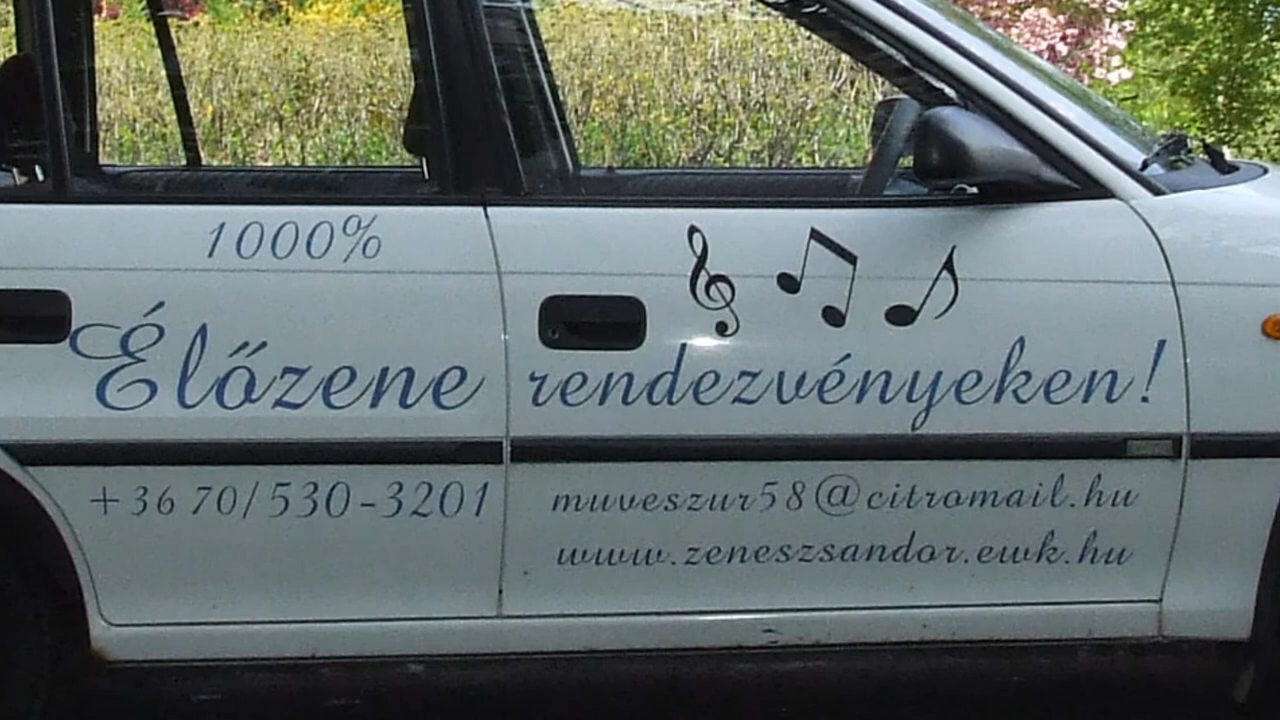 1000%
Élőzene rendezvényeken!
+36 70/530-3201
muveszur58@citromail.hu
www.zeneszsandor.ewk.hu